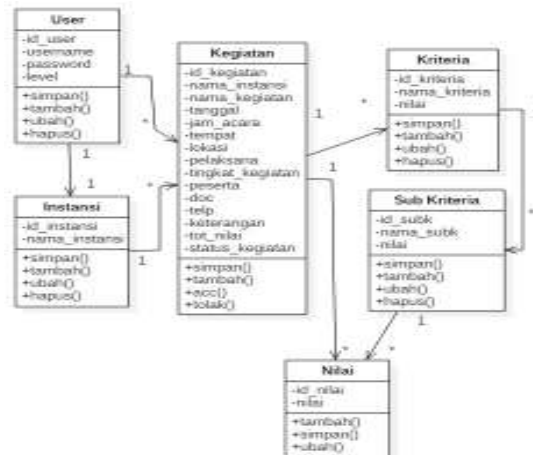 User
-id_user
-username
-password
-level
+simpan()
+tambah()
+ubah()
+hapus()
1
*
1
1
Instansi
-id_instansi
-nama_instansi
+simpan()
+tambah()
+ubah()
+hapus()
*
1
Kegiatan
-id_kegiatan
-nama_instansi
-nama_kegiatan
-tanggal
-jam_acara
-tempat
-lokasi
-pelaksana
-tingkat_kegiatan
-peserta
-doc
-telp
-keterangan
-tot_nilai
-status_kegiatan
+simpan()
+tambah()
+acc()
+tolak()
1
*
1
Kriteria
-id_kriteria
-nama_kriteria
-nilai
+simpan()
+tambah()
+ubah()
+hapus()
1
*
Sub Kriteria
-id_subk
-nama_subk
-nilai
+simpan()
+tambah()
+ubah()
+hapus()
1
*
*
Nilai
-id_nilai
-nilai
+tambah()
+simpan()
+ubah()